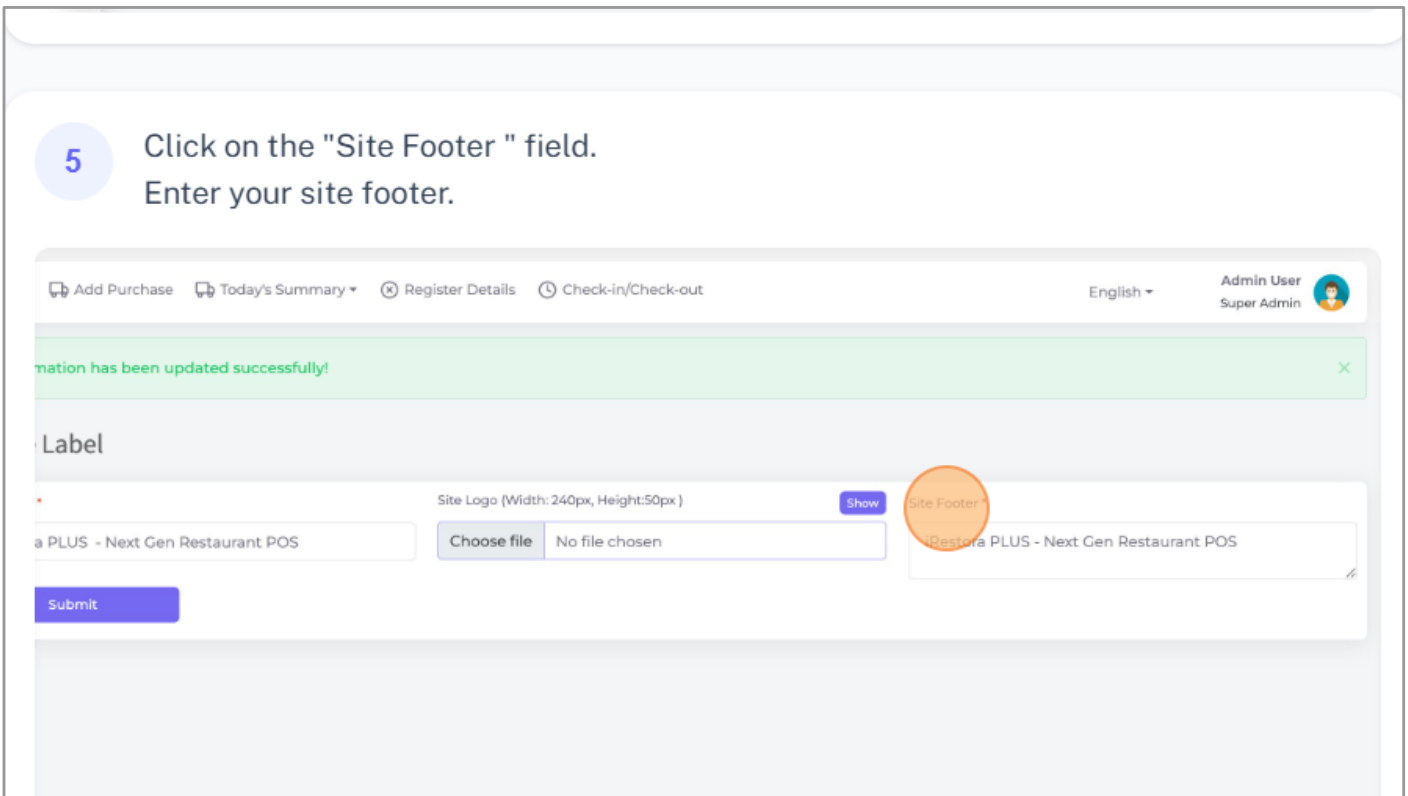 5
Click on the "Site Footer " field.
Enter your site footer.
Add Purchase Today's Summary Register Details Check-in/Check-out English Admin User
Super Admin
mation has been updated successfully!
Label
* Site Logo (Width: 240px, Height:50px ) Show Site Footer *
a PLUS - Next Gen Restaurant POS Choose file No file chosen iRestora PLUS - Next Gen Restaurant POS
Submit